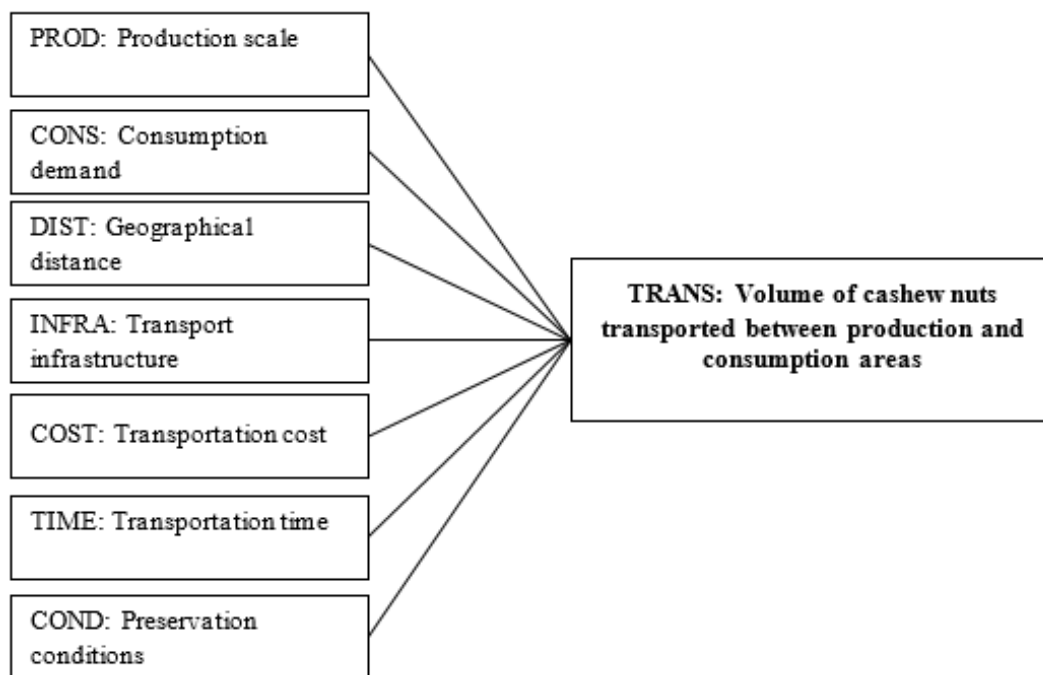 PROD: Production scale
CONS: Consumption
demand
DIST: Geographical
distance
INFRA: Transport
infrastructure
COST: Transportation cost
TIME: Transportation time
COND: Preservation
conditions
TRANS: Volume of cashew nuts
transported between production and
consumption areas